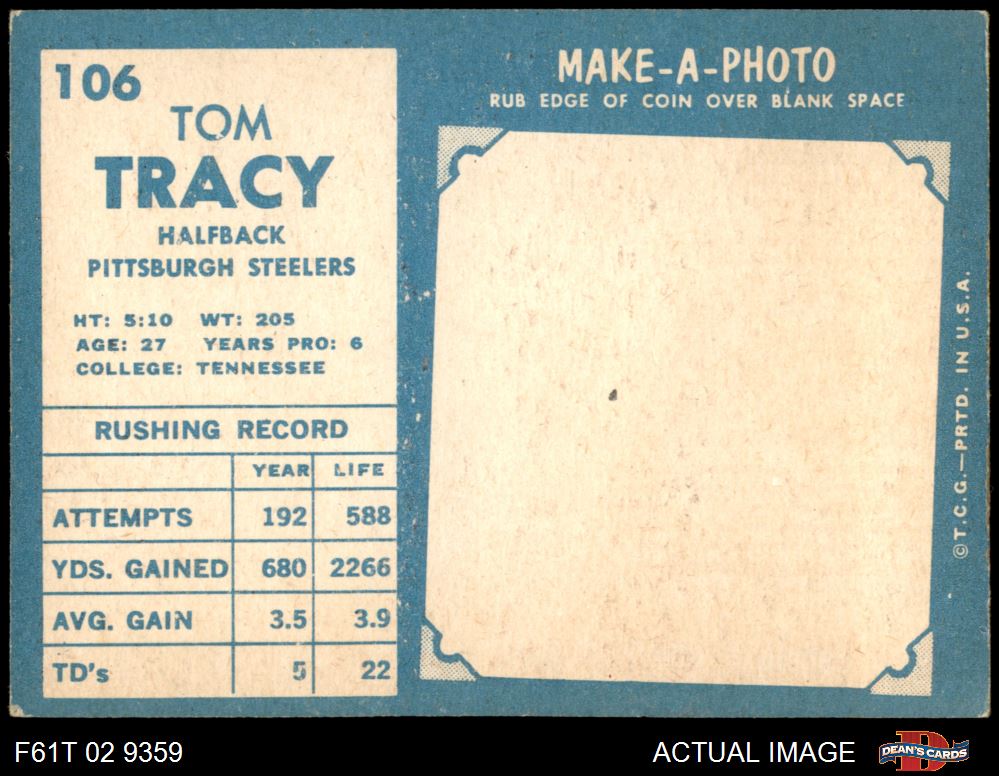 106
TOM
TRACY
HALFBACK
PITTSBURGH STEELERS
HT: 5:10 WT: 205
AGE: 27 YEARS PRO: 6
COLLEGE: TENNESSEE
RUSHING RECORD
YEAR LIFE
ATTEMPTS 192 588
YDS. GAINED 680 2266
AVG. GAIN 3.5 3.9
TD's 5 22
MAKE-A-PHOTO
RUB EDGE OF COIN OVER BLANK SPACE
©T.C.G.—PRTD. IN U.S.A.
F61T 02 9359
ACTUAL IMAGE
DEAN'S CARDS